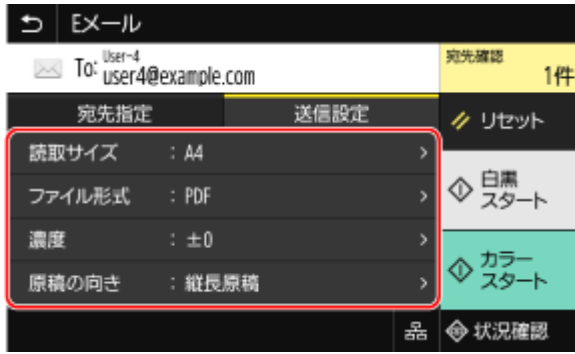 Eメール
To: User-4
user4@example.com
宛先確認
1件
宛先指定
送信設定
リセット
読取サイズ : A4
ファイル形式 : PDF
濃度 : ±0
原稿の向き : 縦長原稿
白黒
スタート
カラー
スタート
状況確認